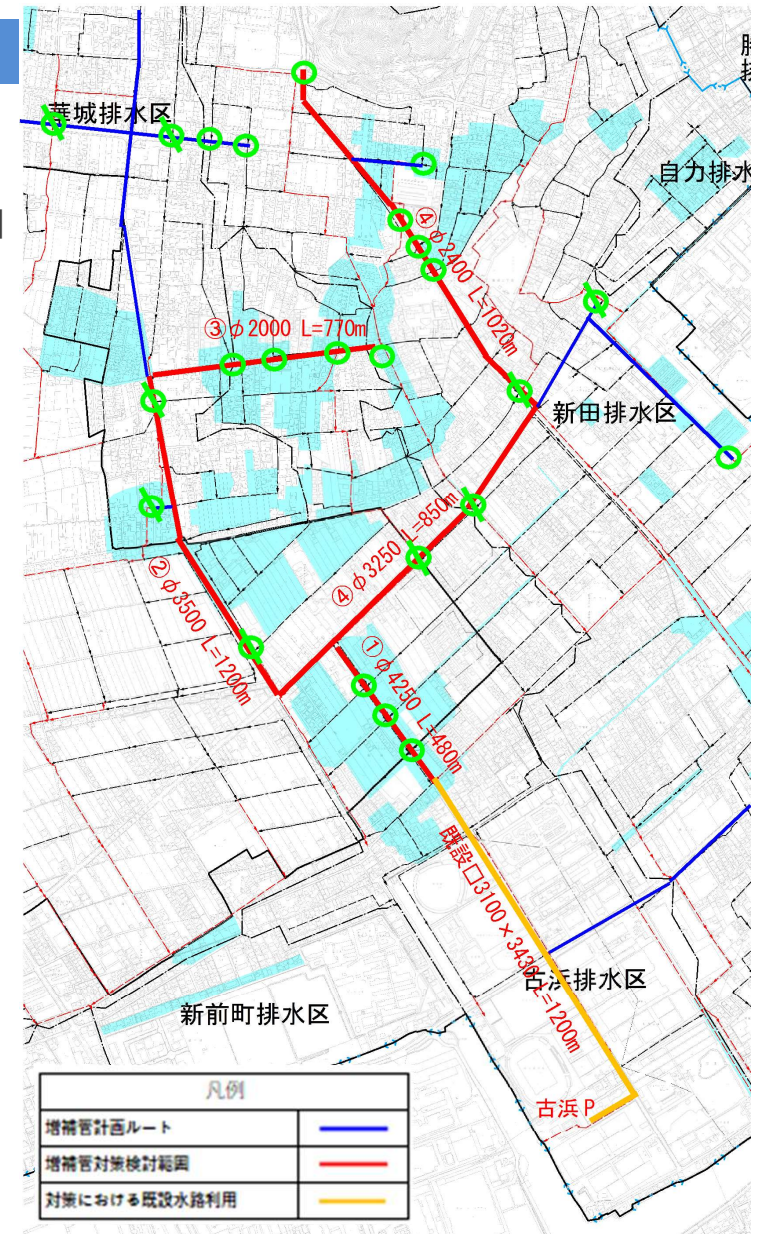 華城排水区
自力排水
④φ2400 L=1020m
③φ2000 L=770m
新田排水区
④φ3250 L=850m
②φ3500 L=1200m
①φ4250 L=480m
既設□3100×3430 L=1200m
古浜排水区
新前町排水区
古浜P
凡例
増補管計画ルート
増補管対策検討範囲
対策における既設水路利用